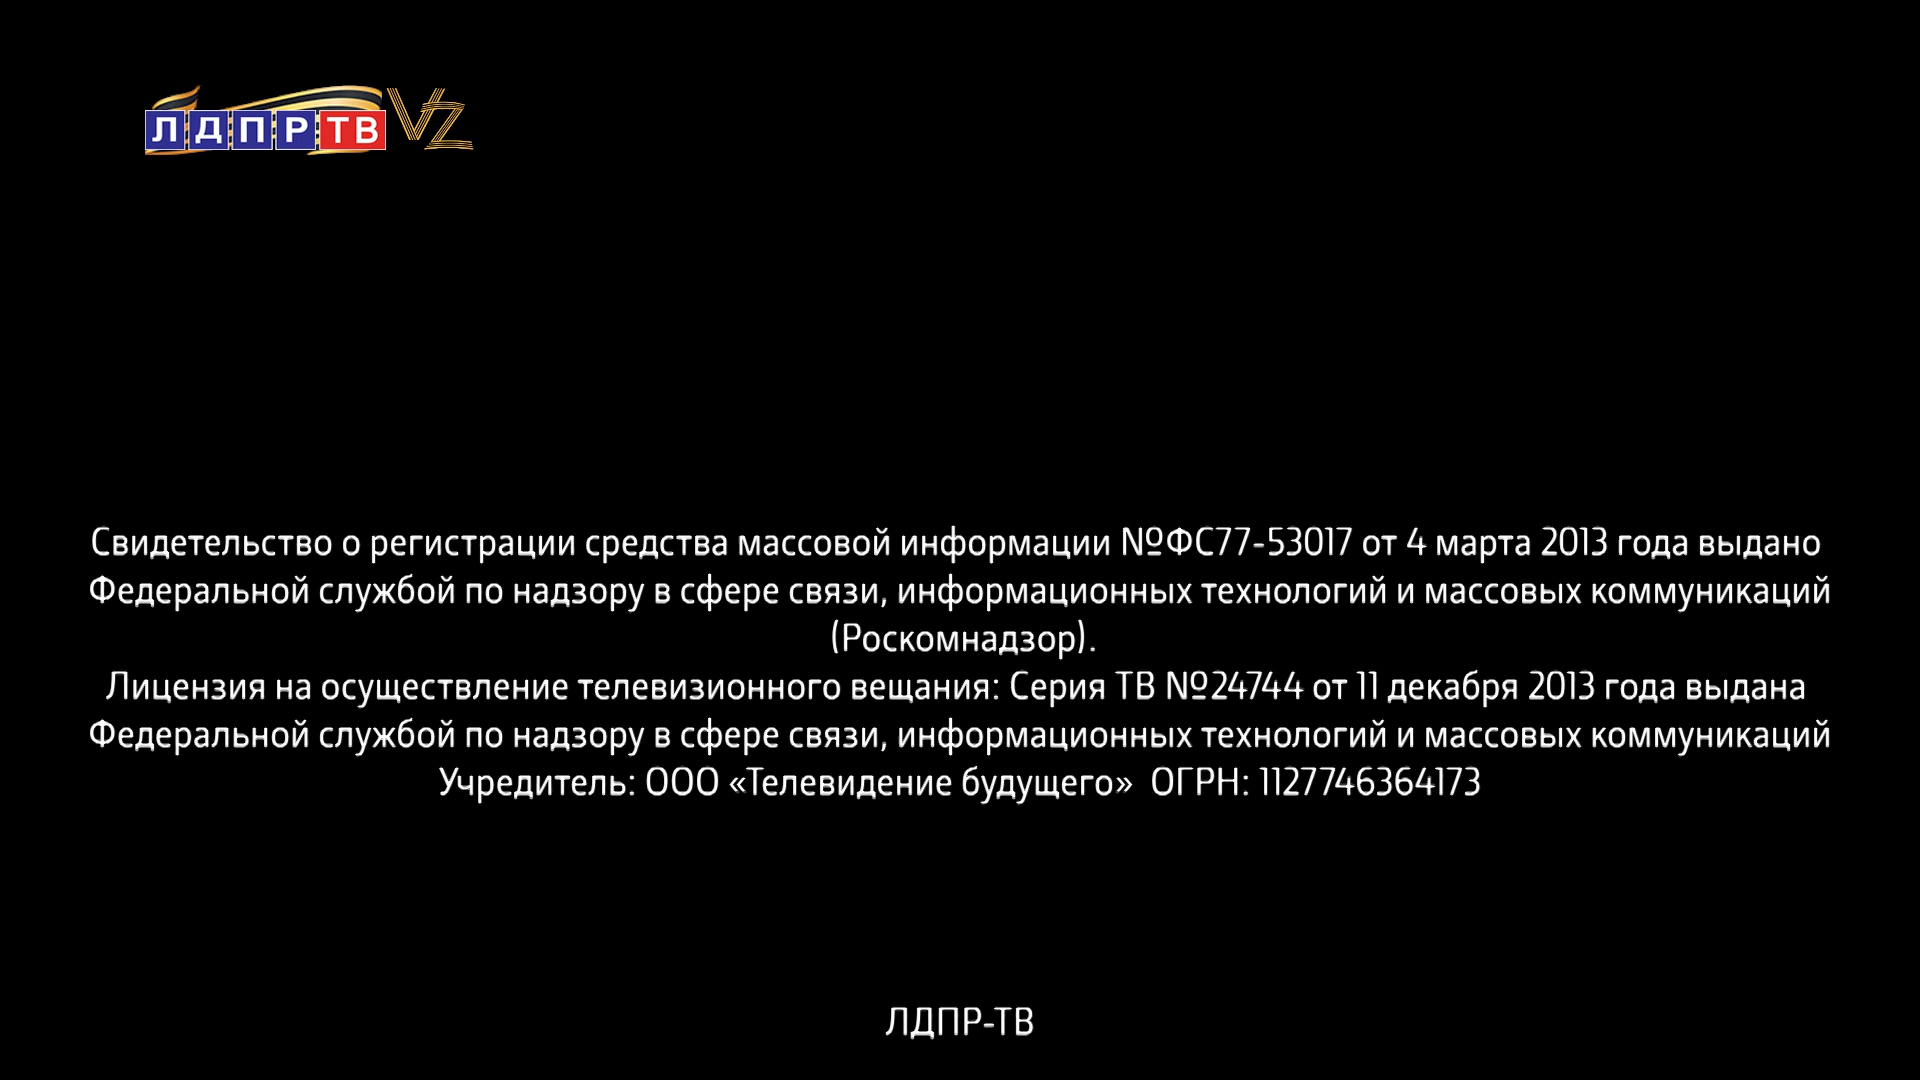 ЛДПР ТВ VZ
Свидетельство о регистрации средства массовой информации №ФС77-53017 от 4 марта 2013 года выдано
Федеральной службой по надзору в сфере связи, информационных технологий и массовых коммуникаций
(Роскомнадзор).
Лицензия на осуществление телевизионного вещания: Серия ТВ №24744 от 11 декабря 2013 года выдана
Федеральной службой по надзору в сфере связи, информационных технологий и массовых коммуникаций
Учредитель: ООО «Телевидение будущего»  ОГРН: 1127746364173
ЛДПР-ТВ